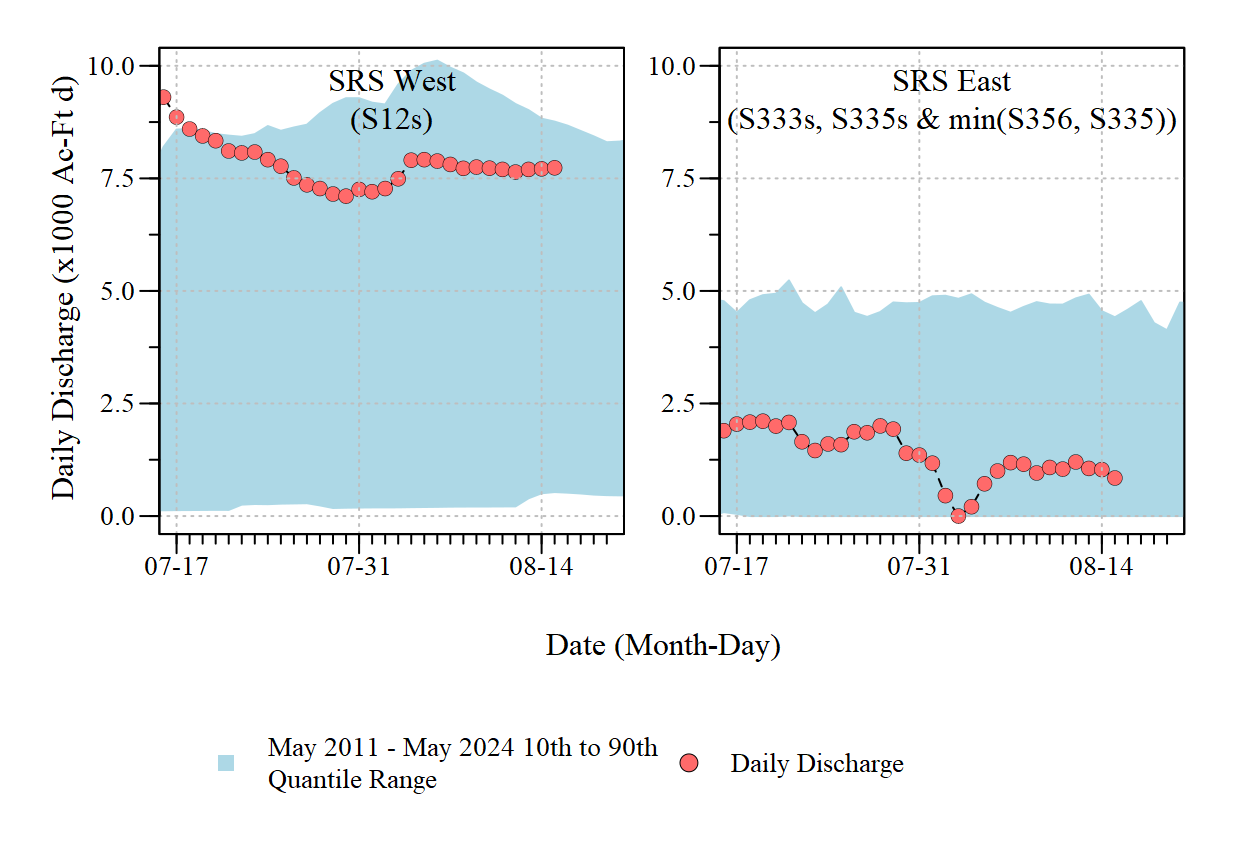 SRS West
(S12s)
SRS East
(S333s, S335s & min(S356, S335))
Daily Discharge (x1000 Ac-Ft d)
10.0
7.5
5.0
2.5
0.0
07-17
07-31
08-14
10.0
7.5
5.0
2.5
0.0
07-17
07-31
08-14
Date (Month-Day)
May 2011 - May 2024 10th to 90th
Quantile Range
Daily Discharge